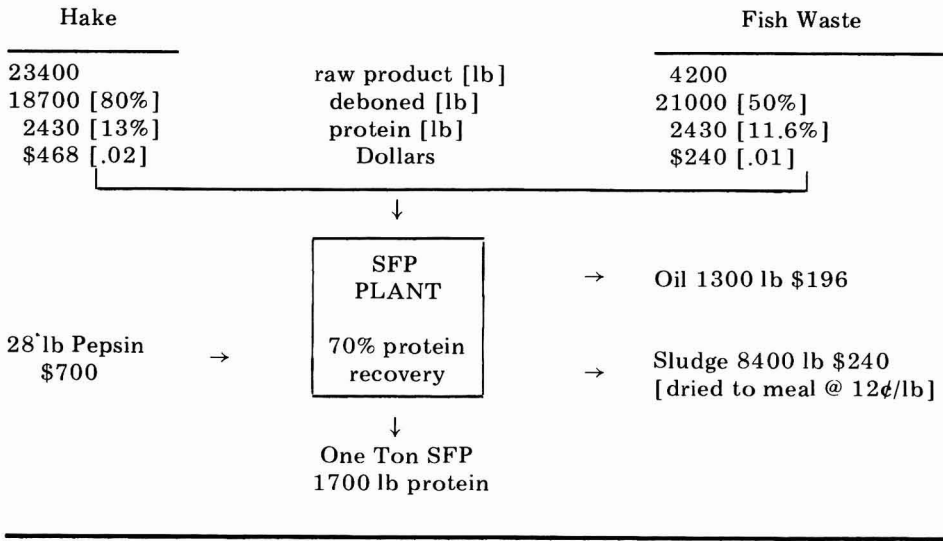 Hake Fish Waste
23400 raw product [lb] 4200
18700 [80%] deboned [lb] 21000 [50%]
2430 [13%] protein [lb] 2430 [11.6%]
$468 [.02] Dollars $240 [.01]
↓
SFP
PLANT → Oil 1300 lb $196
28 lb Pepsin → 70% protein Sludge 8400 lb $240
$700 recovery → [dried to meal @ 12¢/lb]
↓
One Ton SFP
1700 lb protein